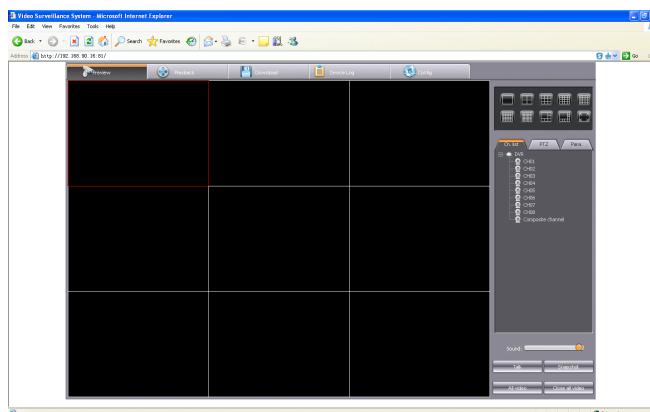 Video Surveillance System - Microsoft Internet Explorer
File Edit View Favorites Tools Help
Back Search Favorites
Address http://192.168.90.16:81/ Go
Preview Playback Download Device Log Config
Ch. list PTZ Para.
DVR
CH01
CH02
CH03
CH04
CH05
CH06
CH07
CH08
Composite channel
Sound:
Talk Snapshot
All video Close all video